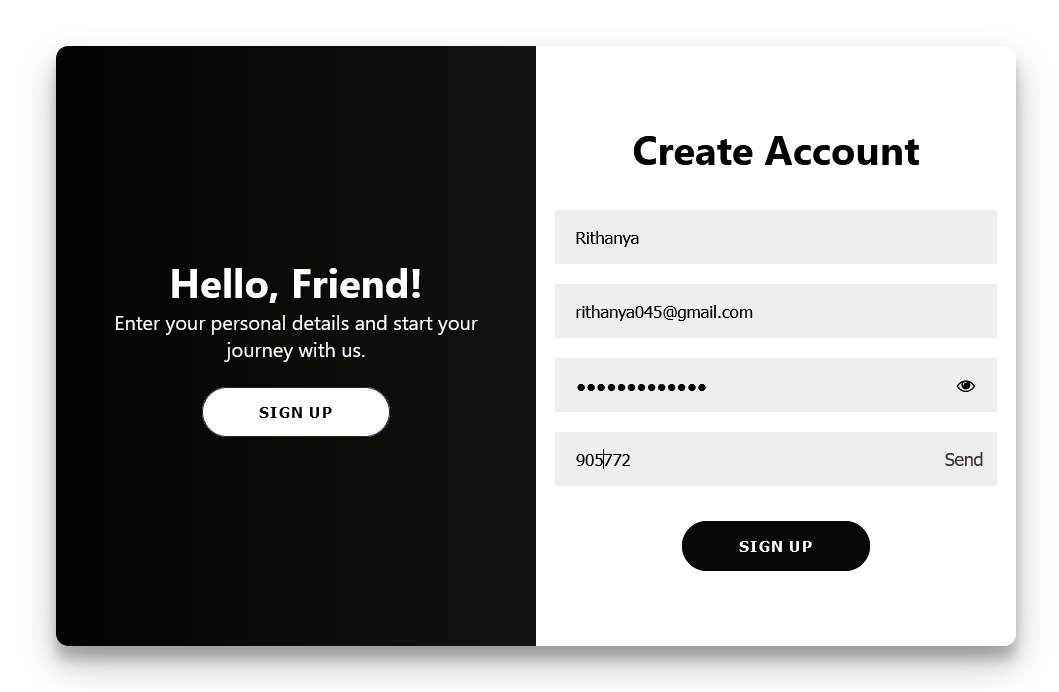 Hello, Friend!
Enter your personal details and start your
journey with us.
SIGN UP
Create Account
Rithanya
rithanya045@gmail.com
•••••••••••••
905772
Send
SIGN UP